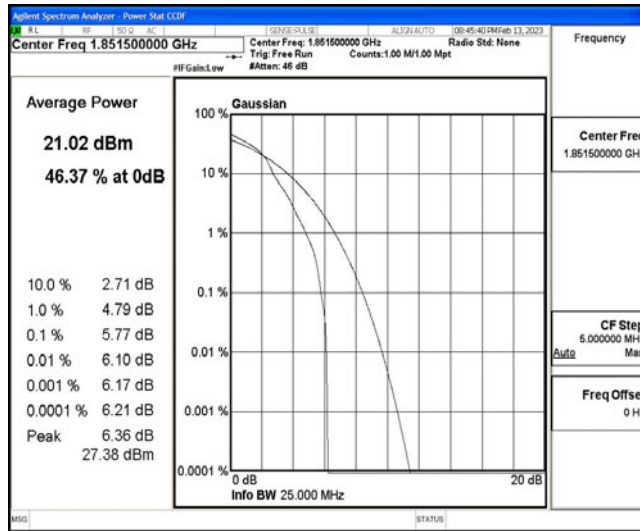 Agilent Spectrum Analyzer - Power Stat CCDF
RL RF 50 Ω AC SENSE:PULSE ALIGN AUTO 08:45:40 PM Feb 13, 2023
Center Freq 1.851500000 GHz
Center Freq: 1.851500000 GHz Radio Std: None
Trig: Free Run Counts:1.00 M/1.00 Mpt
#IFGain:Low #Atten: 46 dB
Frequency
Average Power
21.02 dBm
46.37 % at 0dB
10.0 % 2.71 dB
1.0 % 4.79 dB
0.1 % 5.77 dB
0.01 % 6.10 dB
0.001 % 6.17 dB
0.0001 % 6.21 dB
Peak 6.36 dB
27.38 dBm
Gaussian
100 %
10 %
1 %
0.1 %
0.01 %
0.001 %
0.0001 %
0 dB 20 dB
Info BW 25.000 MHz
Center Fre
1.851500000 GH
CF Step
5.000000 MH
Auto Ma
Freq Offse
0 H
MSG STATUS